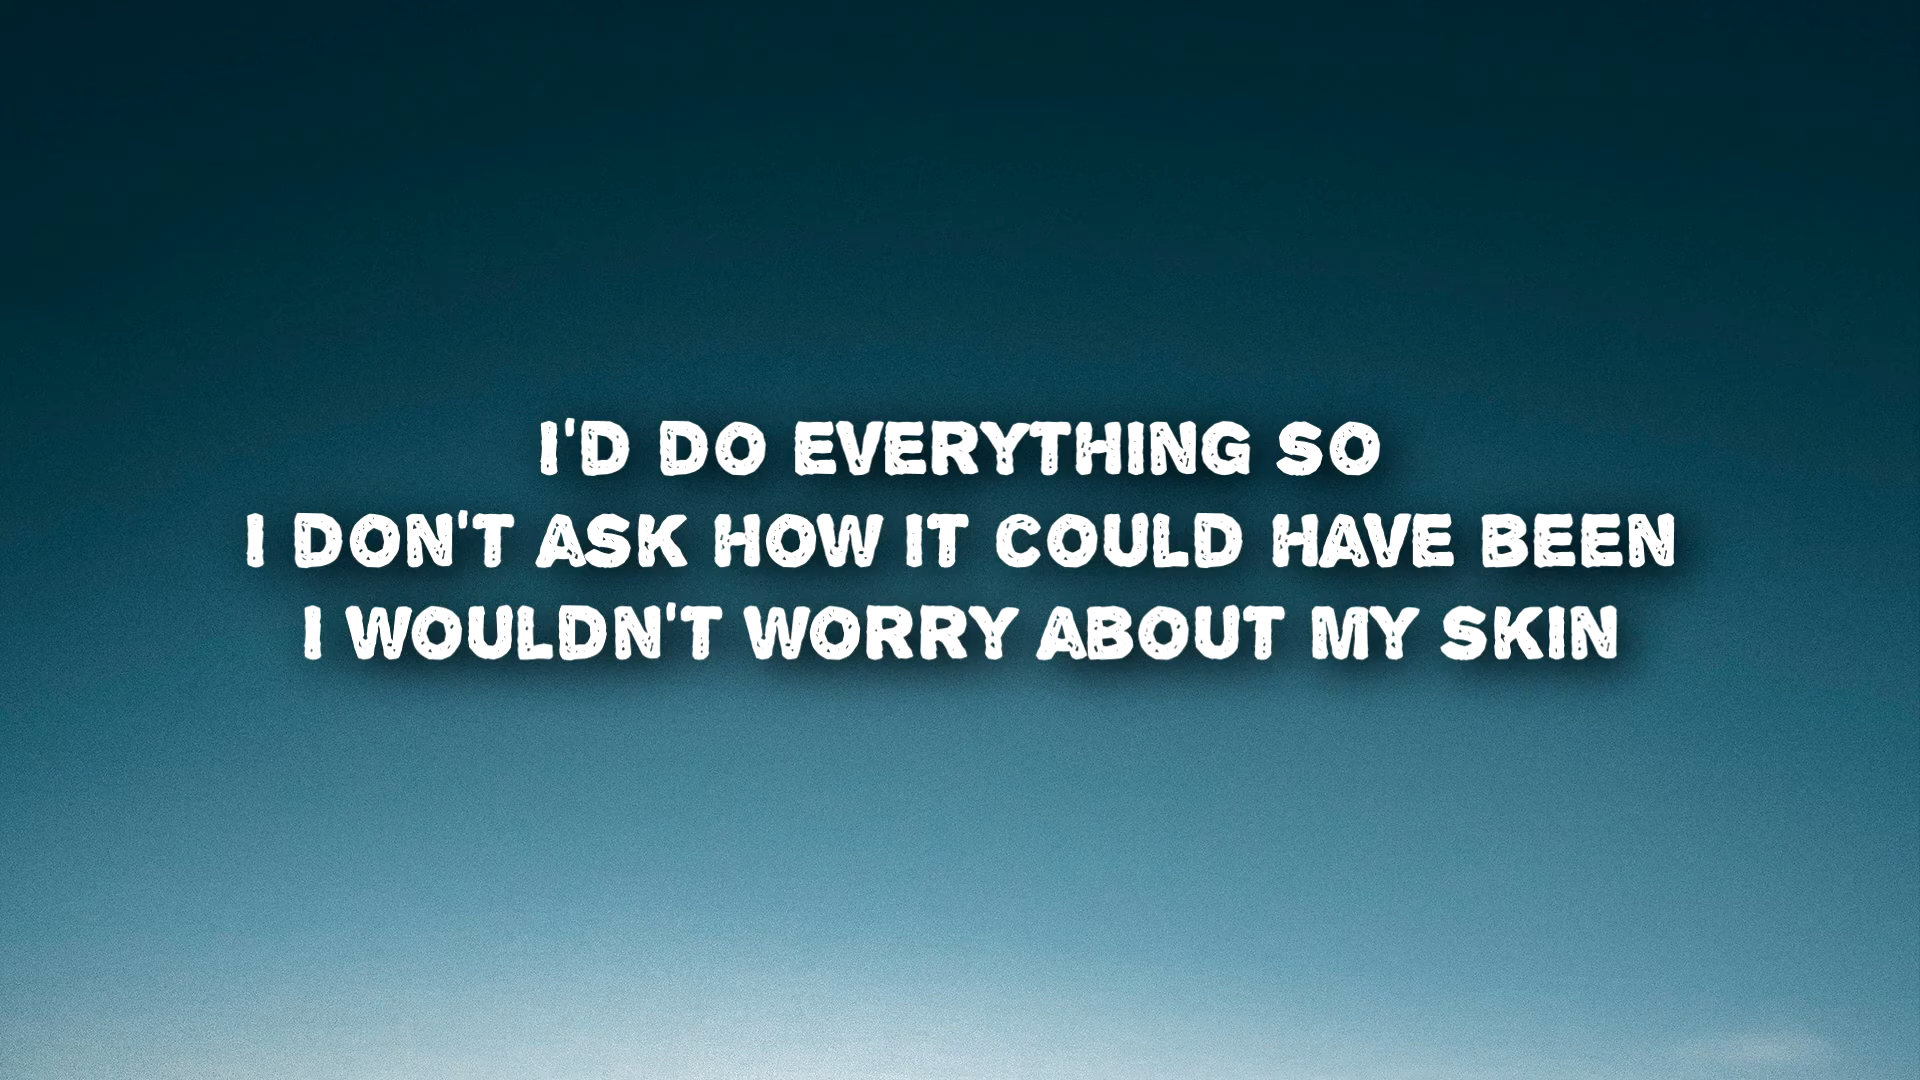 I'D DO EVERYTHING SO
I DON'T ASK HOW IT COULD HAVE BEEN
I WOULDN'T WORRY ABOUT MY SKIN